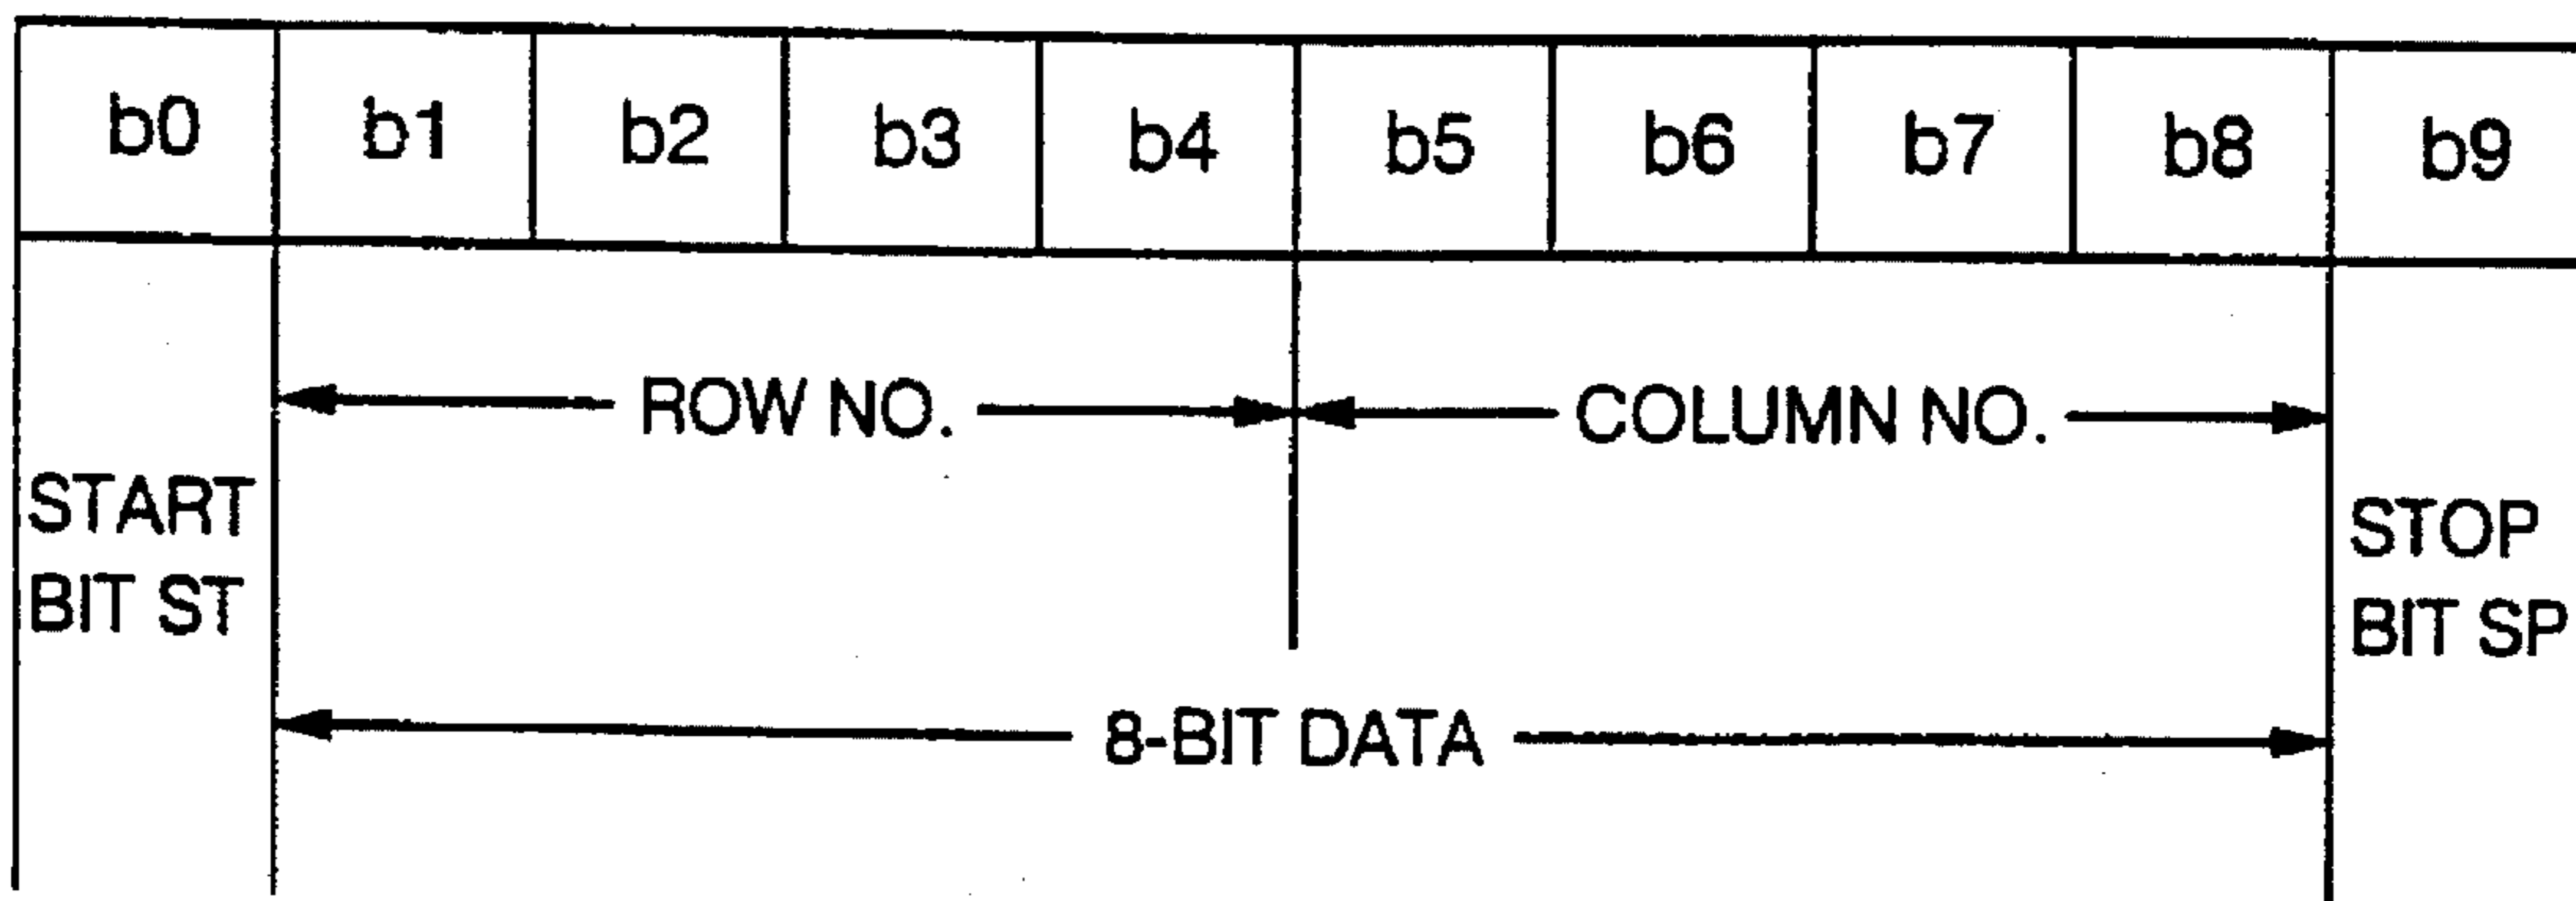 b0 b1 b2 b3 b4 b5 b6 b7 b8 b9
ROW NO. COLUMN NO.
START
BIT ST
STOP
BIT SP
8-BIT DATA